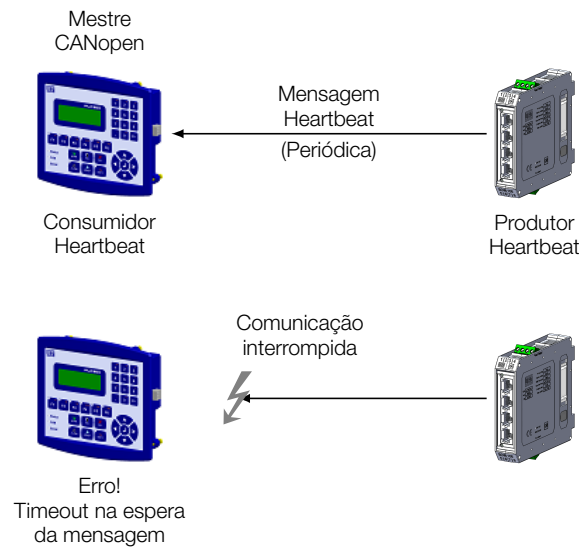 Mestre
CANopen
Mensagem
Heartbeat
(Periódica)
Consumidor
Heartbeat
Produtor
Heartbeat
Comunicação
interrompida
Erro!
Timeout na espera
da mensagem